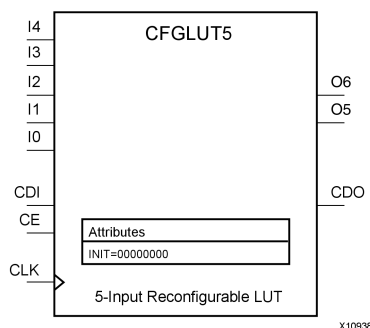 CFGLUT5
I4
I3
I2
I1
I0
CDI
CE
CLK
O6
O5
CDO
Attributes
INIT=00000000
5-Input Reconfigurable LUT
X10938